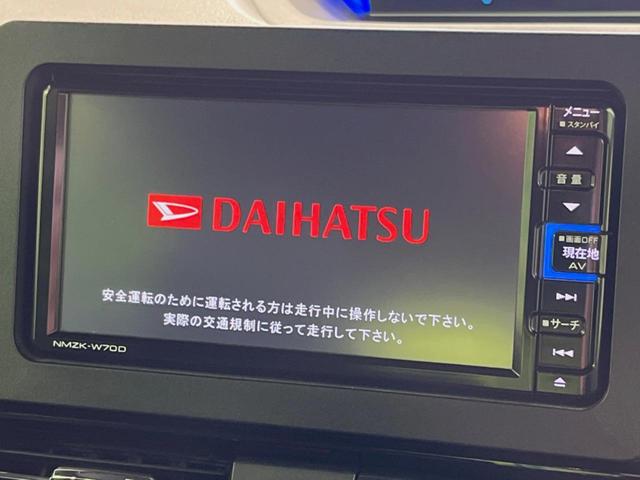 DAIHATSU
安全運転のために運転される方は走行中に操作しないで下さい。
実際の交通規制に従って走行して下さい。
NMZK-W70D
メニュー
スタンバイ
音量
画面OFF
現在地
AV
サーチ